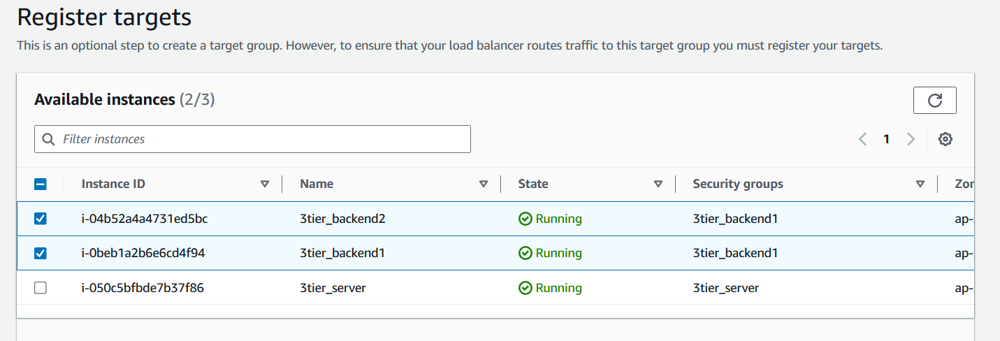 Register targets
This is an optional step to create a target group. However, to ensure that your load balancer routes traffic to this target group you must register your targets.
Available instances (2/3)
Filter instances
1
Instance ID Name State Security groups
i-04b52a4a4731ed5bc 3tier_backend2 Running 3tier_backend1 ap-
i-0beb1a2b6e6cd4f94 3tier_backend1 Running 3tier_backend1 ap-
i-050c5bfbde7b37f86 3tier_server Running 3tier_server ap-